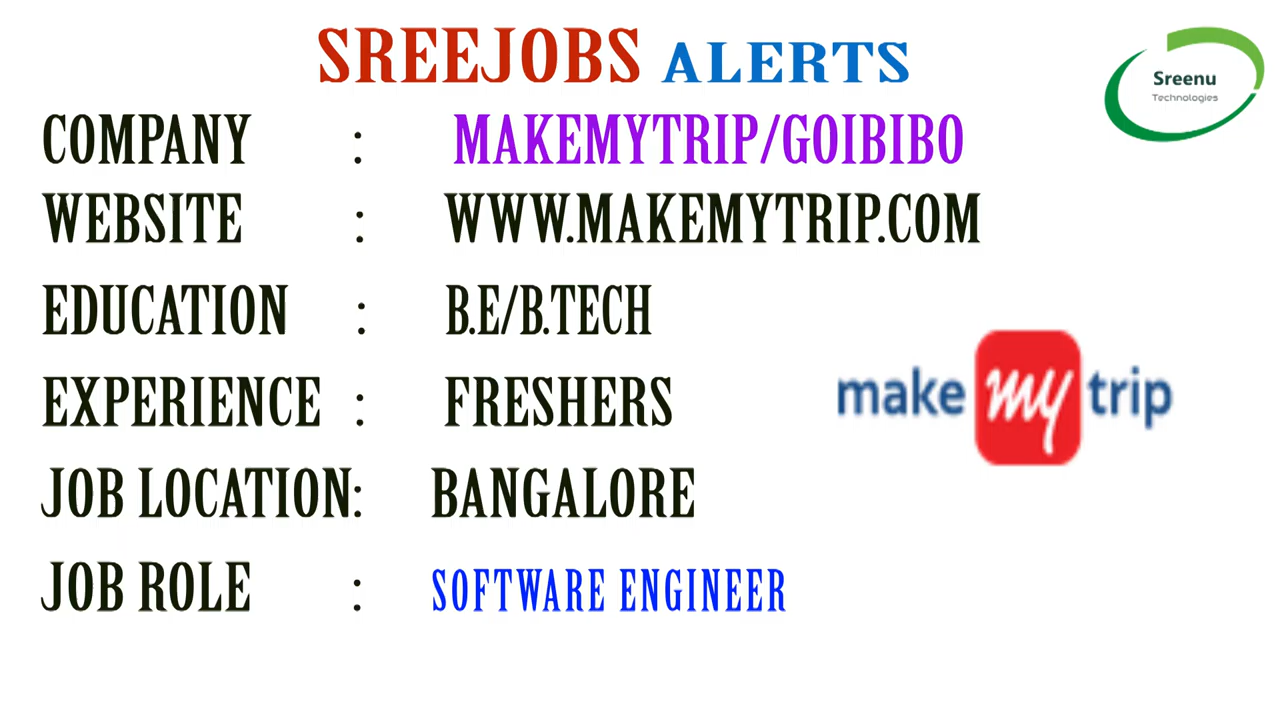 SREEJOBS ALERTS
Sreenu
Technologies
COMPANY : MAKEMYTRIP/GOIBIBO
WEBSITE : WWW.MAKEMYTRIP.COM
EDUCATION : B.E/B.TECH
EXPERIENCE : FRESHERS
make my trip
JOB LOCATION: BANGALORE
JOB ROLE : SOFTWARE ENGINEER